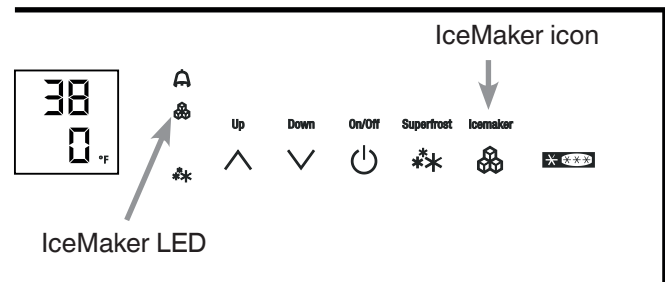 IceMaker icon
38
0 °F
Up Down On/Off Superfrost Icemaker
IceMaker LED